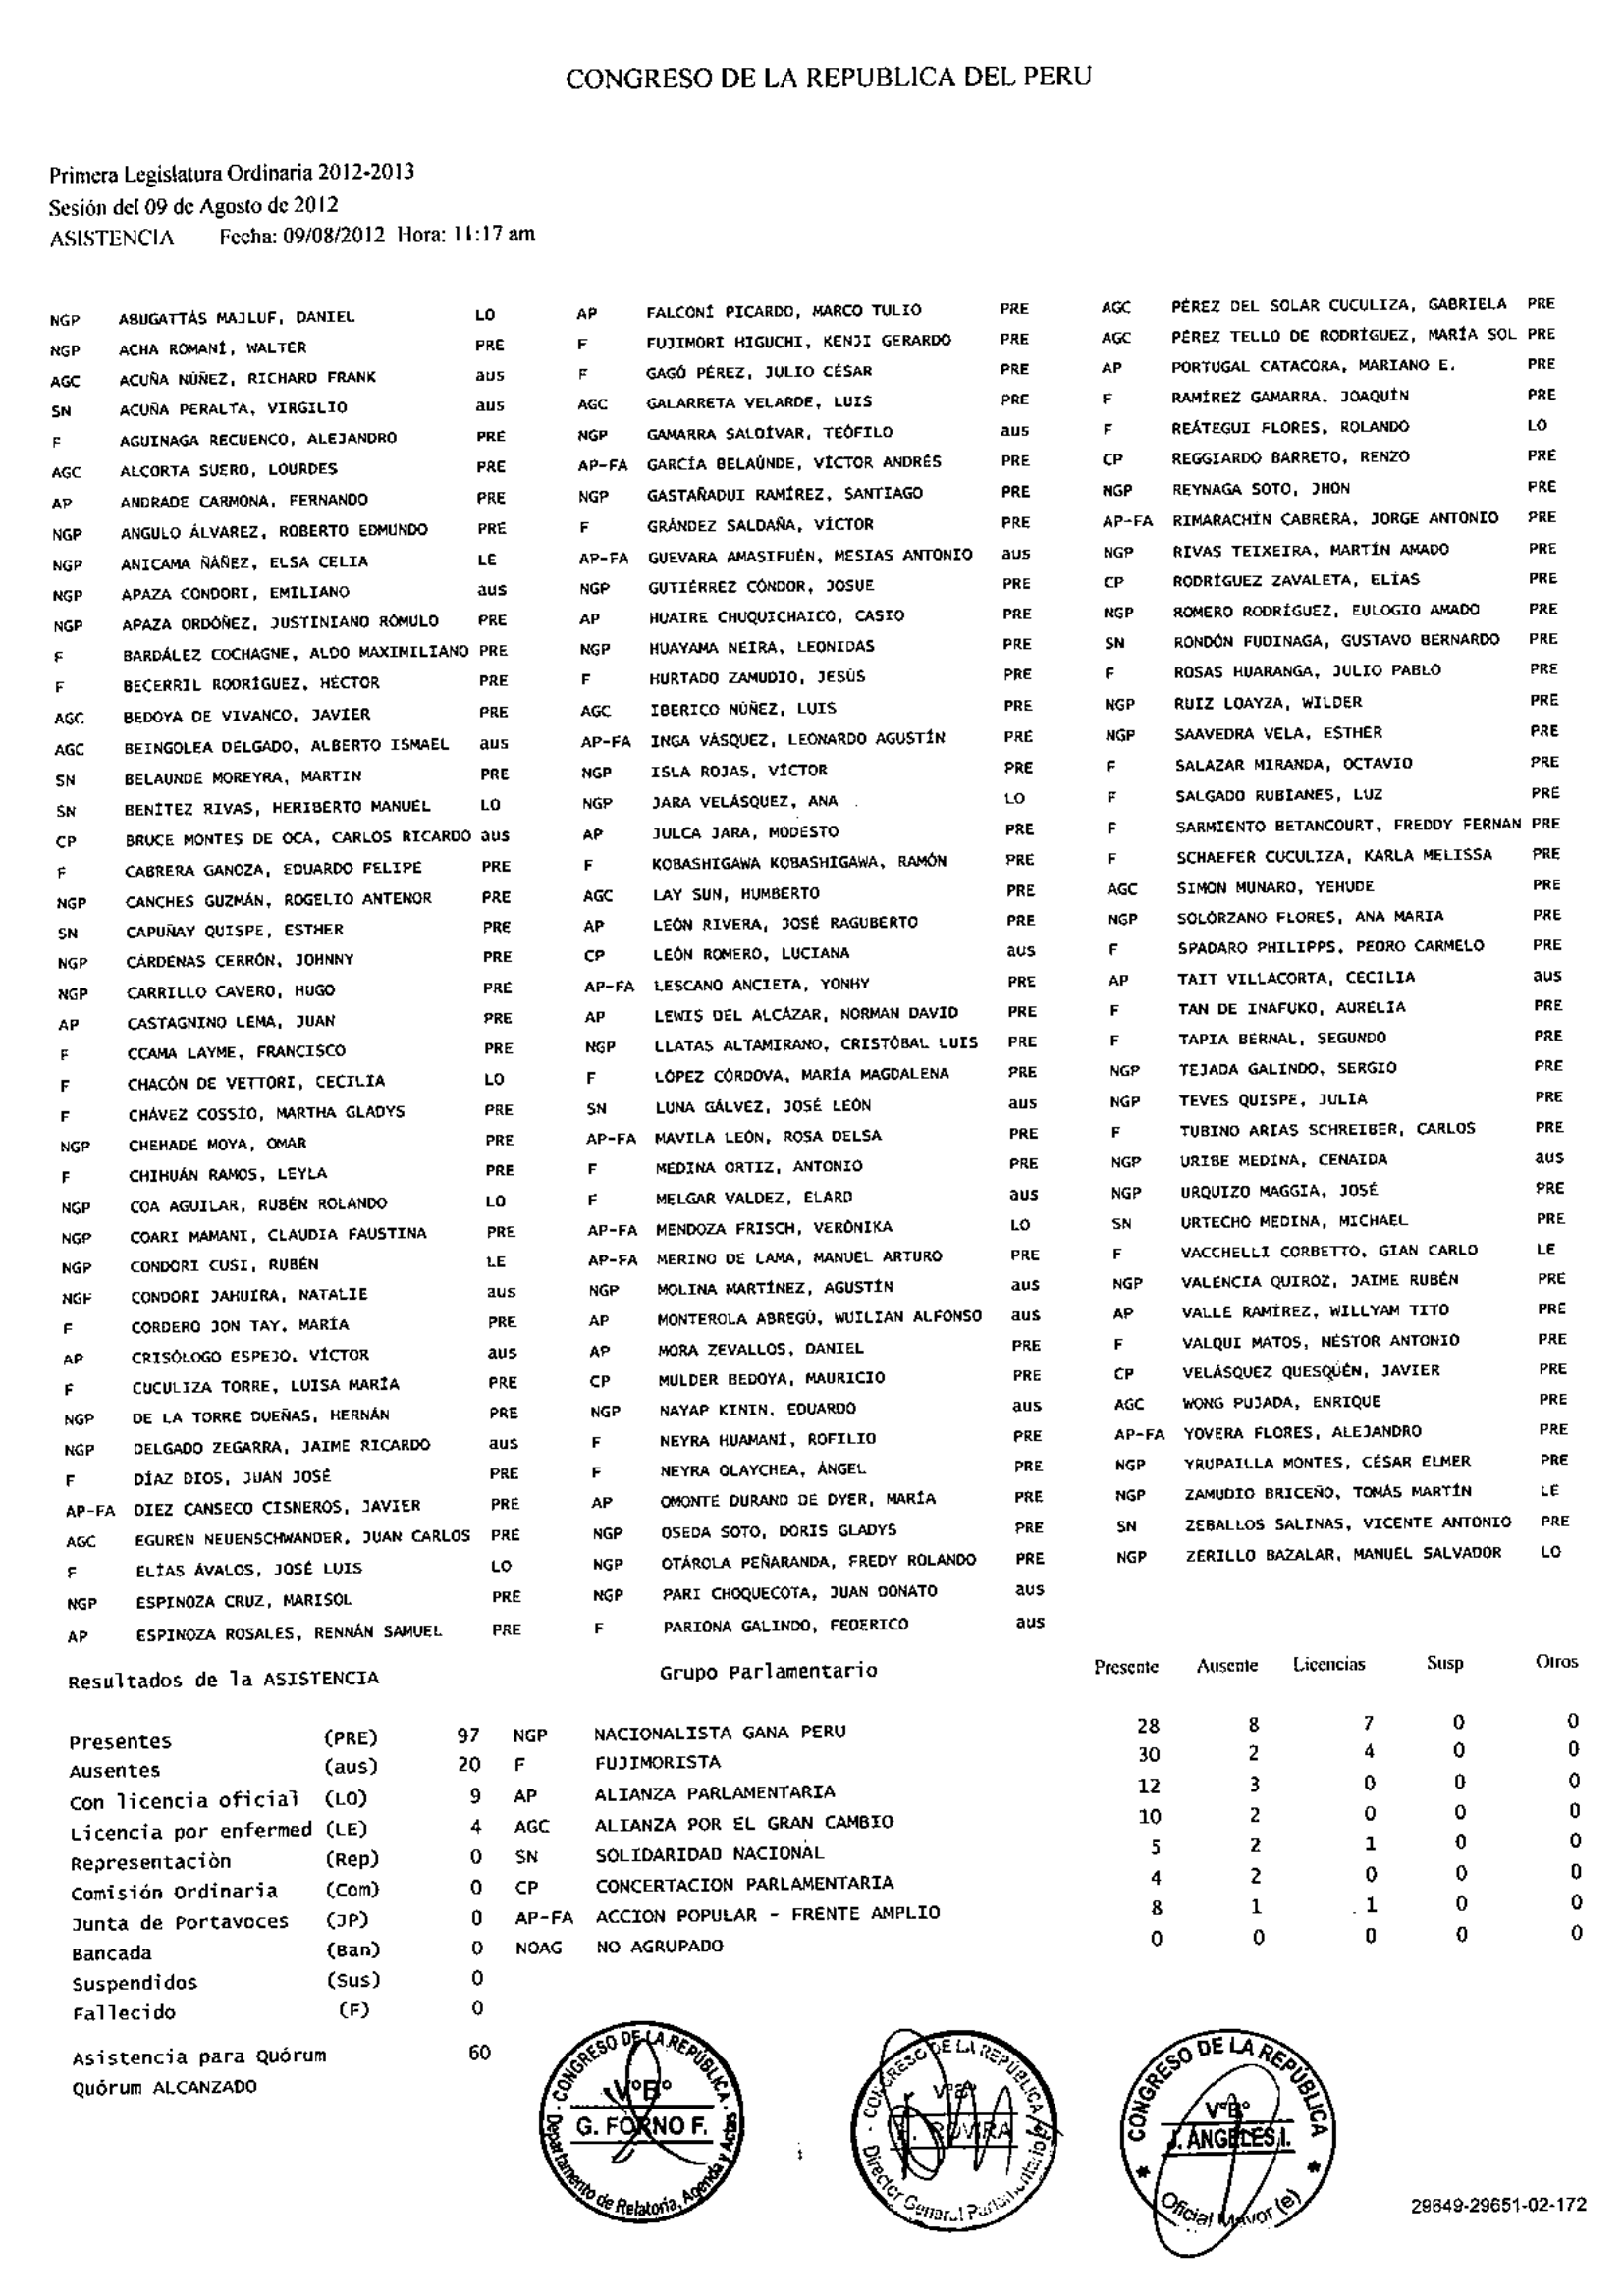 CONGRESO DE LA REPUBLICA DEL PERU
Primera Legislatura Ordinaria 2012-2013
Sesión del 09 de Agosto de 2012
ASISTENCIA Fecha: 09/08/2012 Hora: 11:17 am
NGP ABUGATTÁS MAJLUF, DANIEL LO
NGP ACHA ROMANÍ, WALTER PRE
AGC ACUÑA NÚÑEZ, RICHARD FRANK aus
SN ACUÑA PERALTA, VIRGILIO aus
F AGUINAGA RECUENCO, ALEJANDRO PRE
AGC ALCORTA SUERO, LOURDES PRE
AP ANDRADE CARMONA, FERNANDO PRE
NGP ANGULO ÁLVAREZ, ROBERTO EDMUNDO PRE
NGP ANICAMA ÑÁÑEZ, ELSA CELIA LE
NGP APAZA CONDORI, EMILIANO aus
NGP APAZA ORDÓÑEZ, JUSTINIANO RÓMULO PRE
F BARDÁLEZ COCHAGNE, ALDO MAXIMILIANO PRE
F BECERRIL RODRÍGUEZ, HÉCTOR PRE
AGC BEDOYA DE VIVANCO, JAVIER PRE
AGC BEINGOLEA DELGADO, ALBERTO ISMAEL aus
SN BELAUNDE MOREYRA, MARTIN PRE
SN BENÍTEZ RIVAS, HERIBERTO MANUEL LO
CP BRUCE MONTES DE OCA, CARLOS RICARDO aus
F CABRERA GANOZA, EDUARDO FELIPE PRE
NGP CANCHES GUZMÁN, ROGELIO ANTENOR PRE
SN CAPUÑAY QUISPE, ESTHER PRE
NGP CÁRDENAS CERRÓN, JOHNNY PRE
NGP CARRILLO CAVERO, HUGO PRE
AP CASTAGNINO LEMA, JUAN PRE
F CCAMA LAYME, FRANCISCO PRE
F CHACÓN DE VETTORI, CECILIA LO
F CHÁVEZ COSSÍO, MARTHA GLADYS PRE
NGP CHEHADE MOYA, OMAR PRE
F CHIHUÁN RAMOS, LEYLA PRE
NGP COA AGUILAR, RUBÉN ROLANDO LO
NGP COARI MAMANI, CLAUDIA FAUSTINA PRE
NGP CONDORI CUSI, RUBÉN LE
NGP CONDORI JAHUIRA, NATALIE aus
F CORDERO JON TAY, MARÍA PRE
AP CRISÓLOGO ESPEJO, VÍCTOR aus
F CUCULIZA TORRE, LUISA MARÍA PRE
NGP DE LA TORRE DUEÑAS, HERNÁN PRE
NGP DELGADO ZEGARRA, JAIME RICARDO aus
F DÍAZ DIOS, JUAN JOSÉ PRE
AP-FA DIEZ CANSECO CISNEROS, JAVIER PRE
AGC EGUREN NEUENSCHWANDER, JUAN CARLOS PRE
F ELÍAS ÁVALOS, JOSÉ LUIS LO
NGP ESPINOZA CRUZ, MARISOL PRE
AP ESPINOZA ROSALES, RENNÁN SAMUEL PRE
AP FALCONÍ PICARDO, MARCO TULIO PRE
F FUJIMORI HIGUCHI, KENJI GERARDO PRE
F GAGÓ PÉREZ, JULIO CÉSAR PRE
AGC GALARRETA VELARDE, LUIS PRE
NGP GAMARRA SALDÍVAR, TEÓFILO aus
AP-FA GARCÍA BELAÚNDE, VÍCTOR ANDRÉS PRE
NGP GASTAÑADUI RAMÍREZ, SANTIAGO PRE
F GRÁNDEZ SALDAÑA, VÍCTOR PRE
AP-FA GUEVARA AMASIFUÉN, MESIAS ANTONIO aus
NGP GUTIÉRREZ CÓNDOR, JOSUE PRE
AP HUAIRE CHUQUICHAICO, CASIO PRE
NGP HUAYAMA NEIRA, LEONIDAS PRE
F HURTADO ZAMUDIO, JESÚS PRE
AGC IBERICO NÚÑEZ, LUIS PRE
AP-FA INGA VÁSQUEZ, LEONARDO AGUSTÍN PRE
NGP ISLA ROJAS, VÍCTOR PRE
NGP JARA VELÁSQUEZ, ANA LO
AP JULCA JARA, MODESTO PRE
F KOBASHIGAWA KOBASHIGAWA, RAMÓN PRE
AGC LAY SUN, HUMBERTO PRE
AP LEÓN RIVERA, JOSÉ RAGUBERTO PRE
CP LEÓN ROMERO, LUCIANA aus
AP-FA LESCANO ANCIETA, YONHY PRE
AP LEWIS DEL ALCÁZAR, NORMAN DAVID PRE
NGP LLATAS ALTAMIRANO, CRISTÓBAL LUIS PRE
F LÓPEZ CÓRDOVA, MARÍA MAGDALENA PRE
SN LUNA GÁLVEZ, JOSÉ LEÓN aus
AP-FA MAVILA LEÓN, ROSA DELSA PRE
F MEDINA ORTIZ, ANTONIO PRE
F MELGAR VALDEZ, ELARD aus
AP-FA MENDOZA FRISCH, VERÓNIKA LO
AP-FA MERINO DE LAMA, MANUEL ARTURO PRE
NGP MOLINA MARTÍNEZ, AGUSTÍN aus
AP MONTEROLA ABREGÚ, WUILIAN ALFONSO aus
AP MORA ZEVALLOS, DANIEL PRE
CP MULDER BEDOYA, MAURICIO PRE
NGP NAYAP KININ, EDUARDO aus
F NEYRA HUAMANÍ, ROFILIO PRE
F NEYRA OLAYCHEA, ÁNGEL PRE
AP OMONTE DURAND DE DYER, MARÍA PRE
NGP OSEDA SOTO, DORIS GLADYS PRE
NGP OTÁROLA PEÑARANDA, FREDY ROLANDO PRE
NGP PARI CHOQUECOTA, JUAN DONATO aus
F PARIONA GALINDO, FEDERICO aus
AGC PÉREZ DEL SOLAR CUCULIZA, GABRIELA PRE
AGC PÉREZ TELLO DE RODRÍGUEZ, MARÍA SOL PRE
AP PORTUGAL CATACORA, MARIANO E. PRE
F RAMÍREZ GAMARRA, JOAQUÍN PRE
F REÁTEGUI FLORES, ROLANDO LO
CP REGGIARDO BARRETO, RENZO PRE
NGP REYNAGA SOTO, JHON PRE
AP-FA RIMARACHÍN CABRERA, JORGE ANTONIO PRE
NGP RIVAS TEIXEIRA, MARTÍN AMADO PRE
CP RODRÍGUEZ ZAVALETA, ELÍAS PRE
NGP ROMERO RODRÍGUEZ, EULOGIO AMADO PRE
SN RONDÓN FUDINAGA, GUSTAVO BERNARDO PRE
F ROSAS HUARANGA, JULIO PABLO PRE
NGP RUIZ LOAYZA, WILDER PRE
NGP SAAVEDRA VELA, ESTHER PRE
F SALAZAR MIRANDA, OCTAVIO PRE
F SALGADO RUBIANES, LUZ PRE
F SARMIENTO BETANCOURT, FREDDY FERNAN PRE
F SCHAEFER CUCULIZA, KARLA MELISSA PRE
AGC SIMON MUNARO, YEHUDE PRE
NGP SOLÓRZANO FLORES, ANA MARIA PRE
F SPADARO PHILIPPS, PEDRO CARMELO PRE
AP TAIT VILLACORTA, CECILIA aus
F TAN DE INAFUKO, AURELIA PRE
F TAPIA BERNAL, SEGUNDO PRE
NGP TEJADA GALINDO, SERGIO PRE
NGP TEVES QUISPE, JULIA PRE
F TUBINO ARIAS SCHREIBER, CARLOS PRE
NGP URIBE MEDINA, CENAIDA aus
NGP URQUIZO MAGGIA, JOSÉ PRE
SN URTECHO MEDINA, MICHAEL PRE
F VACCHELLI CORBETTO, GIAN CARLO LE
NGP VALENCIA QUIROZ, JAIME RUBÉN PRE
AP VALLE RAMÍREZ, WILLYAM TITO PRE
F VALQUI MATOS, NÉSTOR ANTONIO PRE
CP VELÁSQUEZ QUESQUÉN, JAVIER PRE
AGC WONG PUJADA, ENRIQUE PRE
AP-FA YOVERA FLORES, ALEJANDRO PRE
NGP YRUPAILLA MONTES, CÉSAR ELMER PRE
NGP ZAMUDIO BRICEÑO, TOMÁS MARTÍN LE
SN ZEBALLOS SALINAS, VICENTE ANTONIO PRE
NGP ZERILLO BAZALAR, MANUEL SALVADOR LO
Resultados de la ASISTENCIA
Presentes (PRE) 97
Ausentes (aus) 20
Con licencia oficial (LO) 9
Licencia por enfermed (LE) 4
Representación (Rep) 0
Comisión Ordinaria (Com) 0
Junta de Portavoces (JP) 0
Bancada (Ban) 0
Suspendidos (Sus) 0
Fallecido (F) 0
Asistencia para Quórum 60
Quórum ALCANZADO
Grupo Parlamentario Presente Ausente Licencias Susp Otros
NGP NACIONALISTA GANA PERU 28 8 7 0 0
F FUJIMORISTA 30 2 4 0 0
AP ALIANZA PARLAMENTARIA 12 3 0 0 0
AGC ALIANZA POR EL GRAN CAMBIO 10 2 0 0 0
SN SOLIDARIDAD NACIONAL 5 2 1 0 0
CP CONCERTACION PARLAMENTARIA 4 2 0 0 0
AP-FA ACCION POPULAR - FRENTE AMPLIO 8 1 1 0 0
NOAG NO AGRUPADO 0 0 0 0 0
CONGRESO DE LA REPÚBLICA
V°B°
G. FORNO F.
Departamento de Relatoría, Agenda y Actas
CONGRESO DE LA REPÚBLICA
V°B°
ROVIRA
Director General Parlamentario
CONGRESO DE LA REPÚBLICA
V°B°
J. ÁNGELES I.
Oficial Mayor (e)
29649-29651-02-172